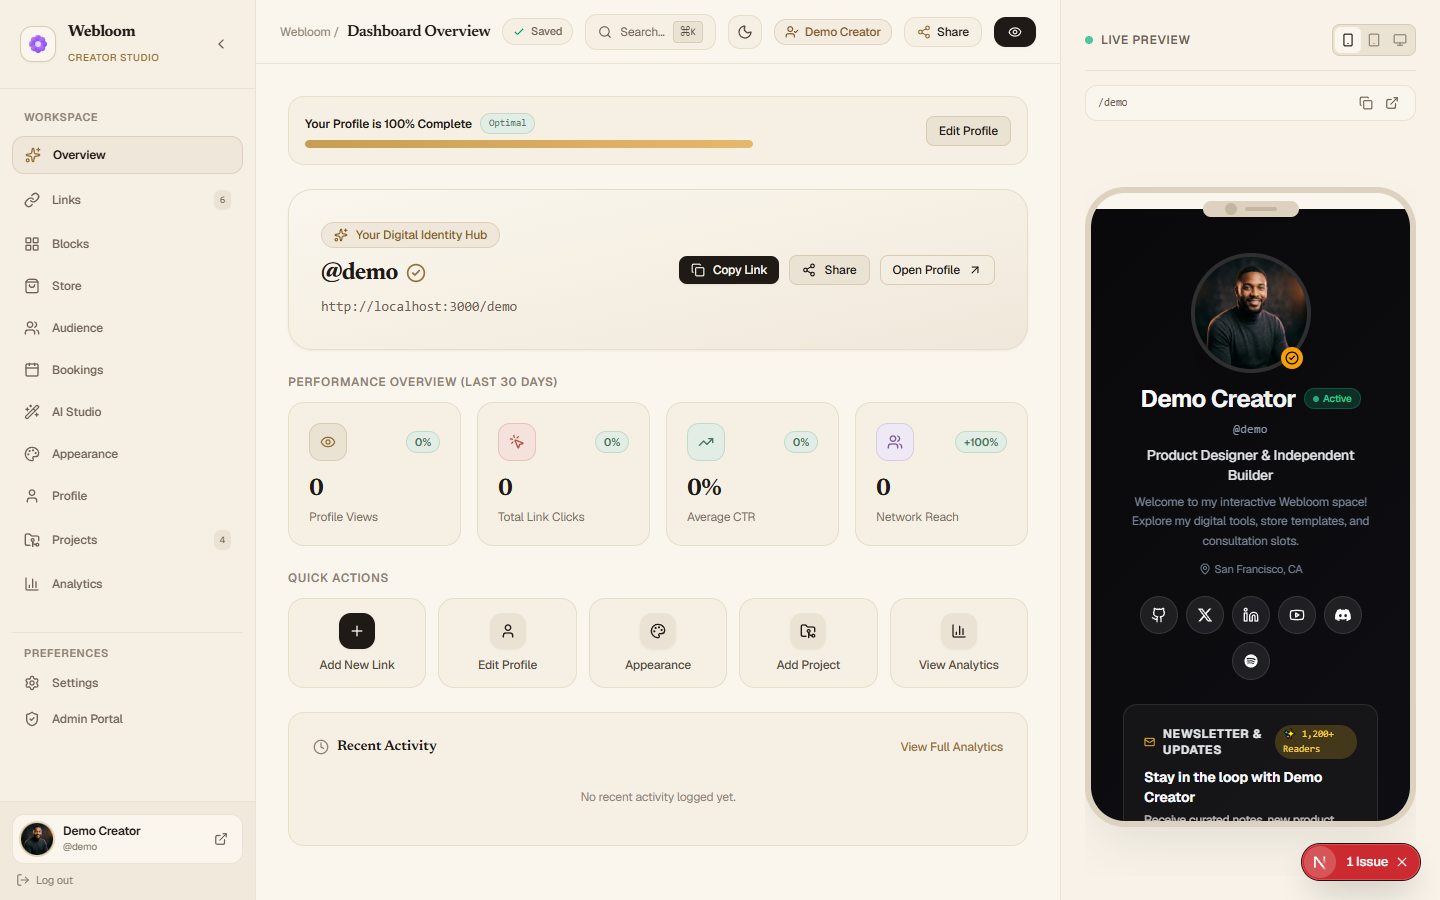 Webloom
CREATOR STUDIO
WORKSPACE
Overview
Links
6
Blocks
Store
Audience
Bookings
AI Studio
Appearance
Profile
Projects
4
Analytics
PREFERENCES
Settings
Admin Portal
Demo Creator
@demo
Log out
Webloom /
Dashboard Overview
Saved
Search...
⌘K
Demo Creator
Share
Your Profile is 100% Complete
Optimal
Edit Profile
Your Digital Identity Hub
@demo
http://localhost:3000/demo
Copy Link
Share
Open Profile
PERFORMANCE OVERVIEW (LAST 30 DAYS)
0%
0
Profile Views
0%
0
Total Link Clicks
0%
0%
Average CTR
+100%
0
Network Reach
QUICK ACTIONS
Add New Link
Edit Profile
Appearance
Add Project
View Analytics
Recent Activity
View Full Analytics
No recent activity logged yet.
LIVE PREVIEW
/demo
Demo Creator
Active
@demo
Product Designer & Independent
Builder
Welcome to my interactive Webloom space!
Explore my digital tools, store templates, and
consultation slots.
San Francisco, CA
NEWSLETTER &
UPDATES
✨ 1,200+
Readers
Stay in the loop with Demo
Creator
Receive curated notes, new product
N
1 Issue